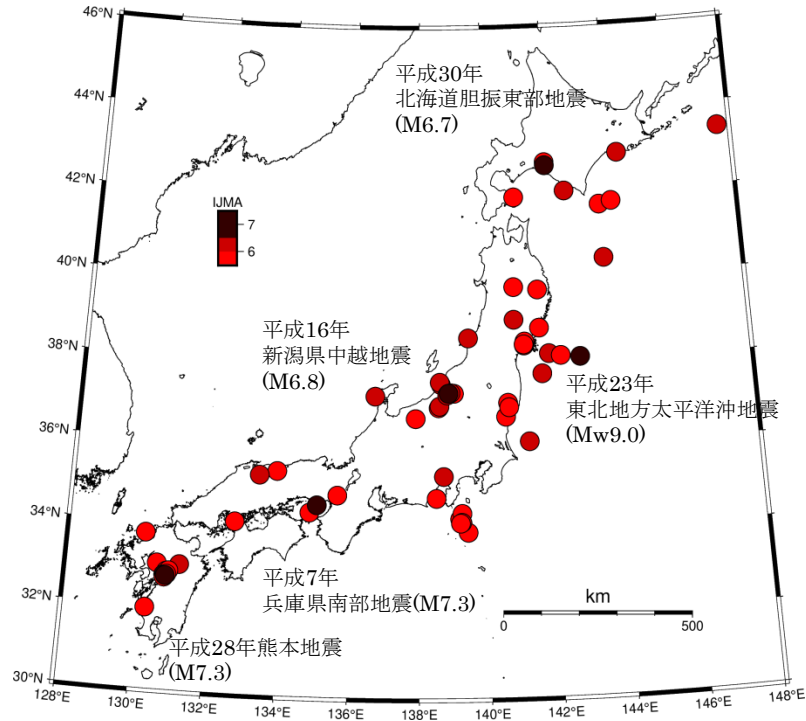 46°N
平成30年
北海道胆振東部地震
(M6.7)
44°N
42°N
IJMA
7
6
40°N
38°N
平成16年
新潟県中越地震
(M6.8)
平成23年
東北地方太平洋沖地震
(Mw9.0)
36°N
34°N
平成7年
兵庫県南部地震(M7.3)
32°N
km
0
500
平成28年熊本地震
(M7.3)
30°N
128°E
130°E
132°E
134°E
136°E
138°E
140°E
142°E
144°E
146°E
148°E